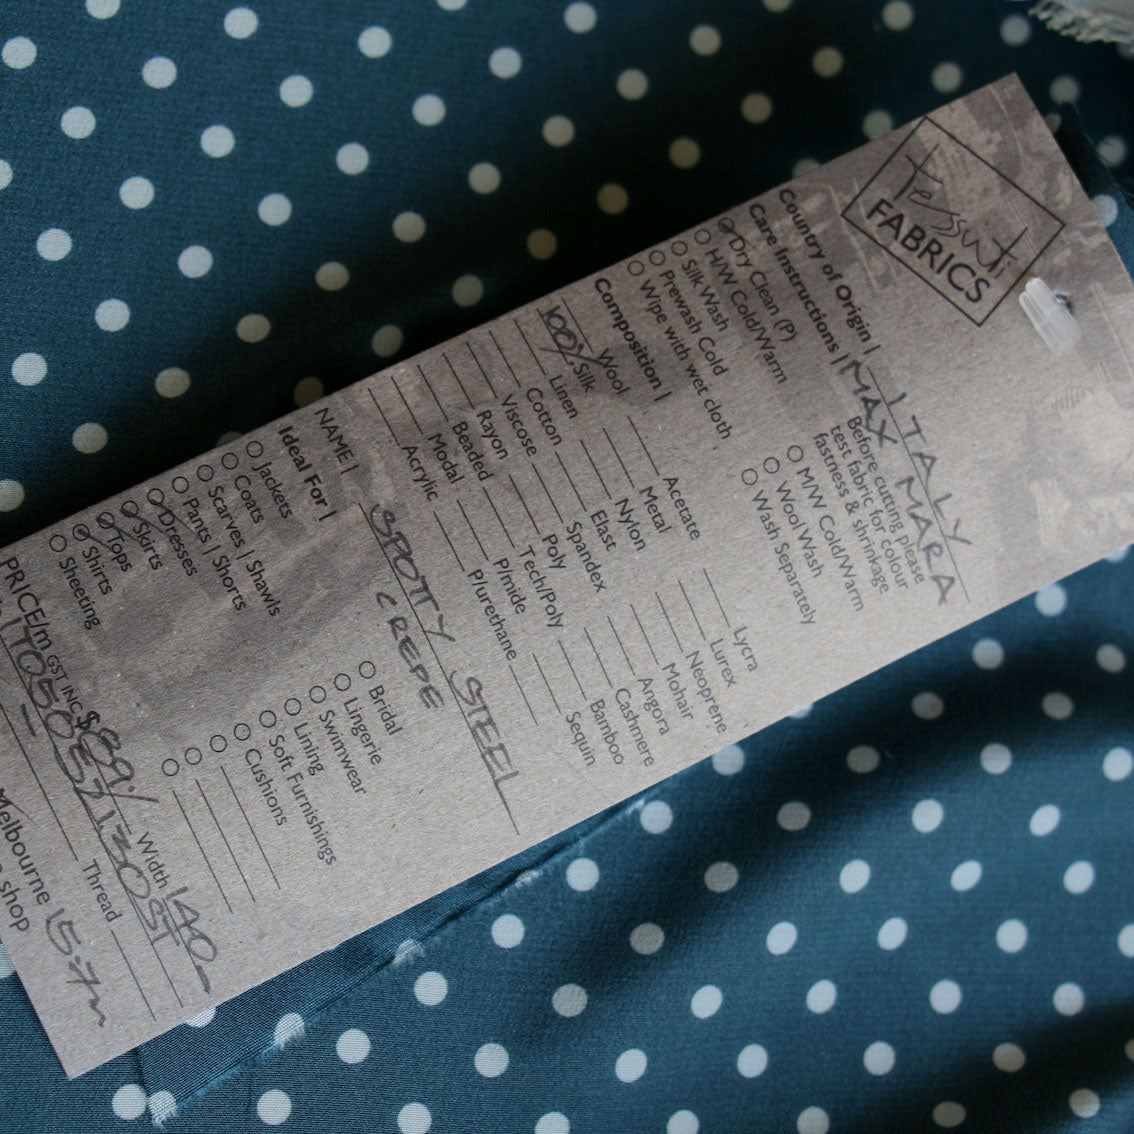 tessuti
FABRICS
Country of Origin | ITALY
MAX MARA
Care Instructions | Before cutting please
test fabric for colour
fastness & shrinkage
Dry Clean (P)
H/W Cold/Warm
Silk Wash
Prewash Cold
Wipe with wet cloth
M/W Cold/Warm
Wool Wash
Wash Separately
Composition |
Wool
100% Silk
Linen
Cotton
Viscose
Rayon
Beaded
Modal
Acrylic
Acetate
Metal
Nylon
Elast
Spandex
Poly
Tech/Poly
P/mide
P/urethane
Lycra
Lurex
Neoprene
Mohair
Angora
Cashmere
Bamboo
Sequin
NAME | SPOTTY STEEL
CREPE
Ideal For |
Jackets
Coats
Scarves | Shawls
Pants | Shorts
Dresses
Skirts
Tops
Shirts
Sheeting
Bridal
Lingerie
Swimwear
Lining
Soft Furnishings
Cushions
PRICE/m GST INC $89 Width 140
Thread
Melbourne 15.7m
shop